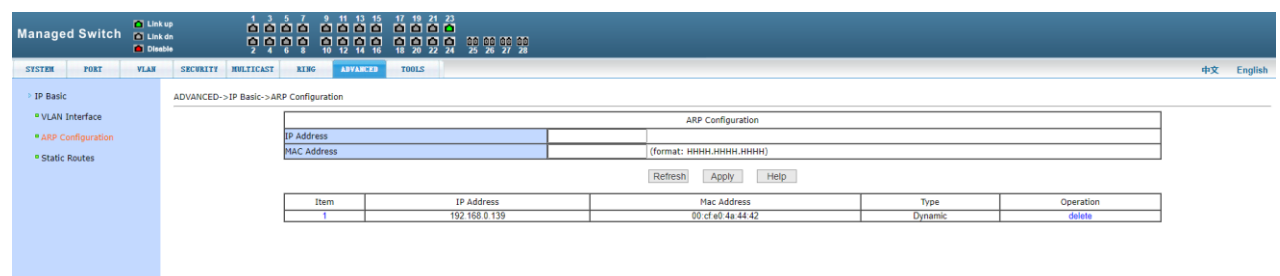 Managed Switch
Link up
Link dn
Disable
1 3 5 7 9 11 13 15 17 19 21 23
2 4 6 8 10 12 14 16 18 20 22 24 25 26 27 28
SYSTEM PORT VLAN SECURITY MULTICAST RING ADVANCED TOOLS 中文 English
IP Basic
VLAN Interface
ARP Configuration
Static Routes
ADVANCED->IP Basic->ARP Configuration
ARP Configuration
IP Address
MAC Address (format: HHHH.HHHH.HHHH)
Refresh Apply Help
Item IP Address Mac Address Type Operation
1 192.168.0.139 00:cf:e0:4a:44:42 Dynamic delete